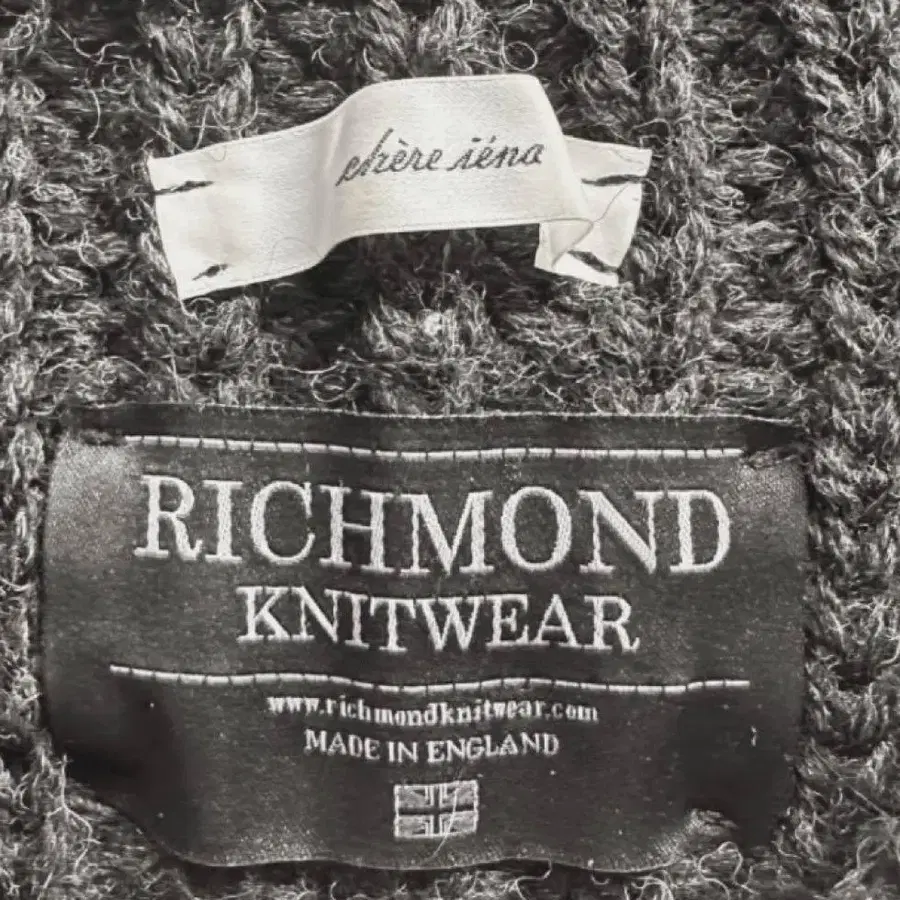 chère iéna
RICHMOND
KNITWEAR
www.richmondknitwear.com
MADE IN ENGLAND